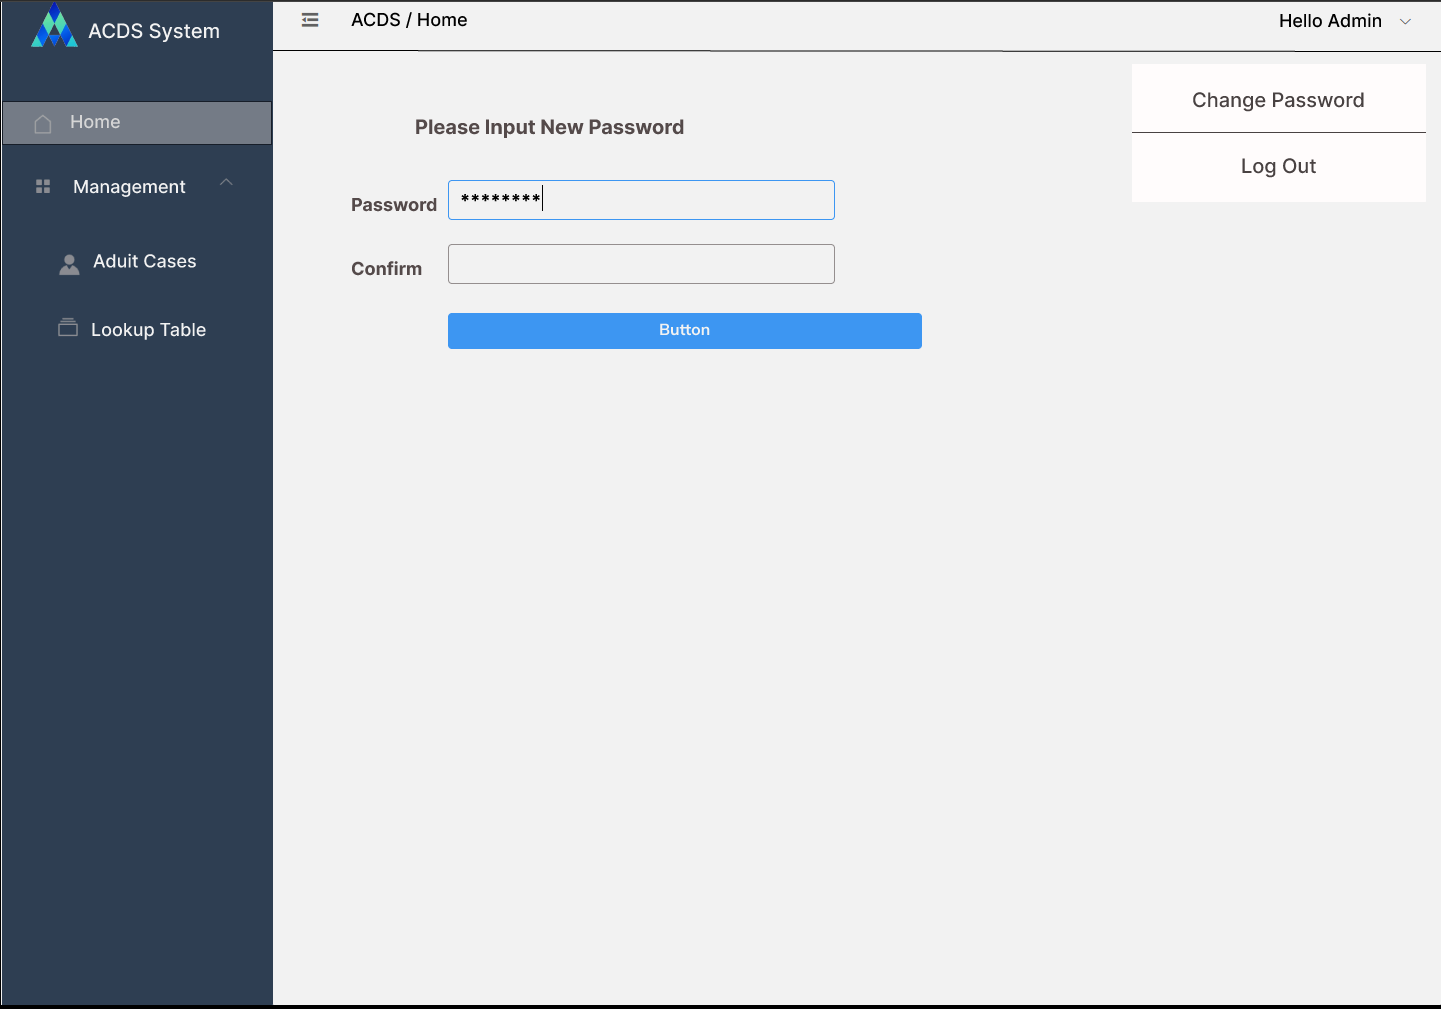 ACDS System
ACDS / Home
Hello Admin
Home
Management
Aduit Cases
Lookup Table
Change Password
Log Out
Please Input New Password
Password ********
Confirm
Button